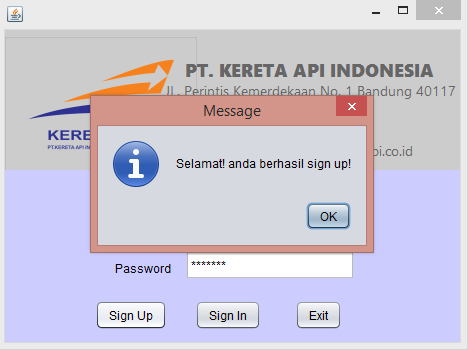 PT. KERETA API INDONESIA
JL. Perintis Kemerdekaan No. 1 Bandung 40117
KERE
PT.KERETA API IN
Message
Selamat! anda berhasil sign up!
OK
pi.co.id
Password
*******
Sign Up
Sign In
Exit